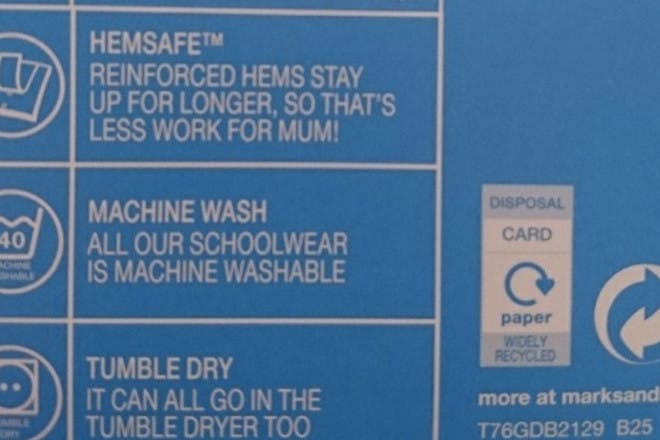 HEMSAFE™
REINFORCED HEMS STAY
UP FOR LONGER, SO THAT'S
LESS WORK FOR MUM!
40
MACHINE WASH
ALL OUR SCHOOLWEAR
IS MACHINE WASHABLE
TUMBLE DRY
IT CAN ALL GO IN THE
TUMBLE DRYER TOO
DISPOSAL
CARD
paper
WIDELY
RECYCLED
more at marksand
T76GDB2129 B25